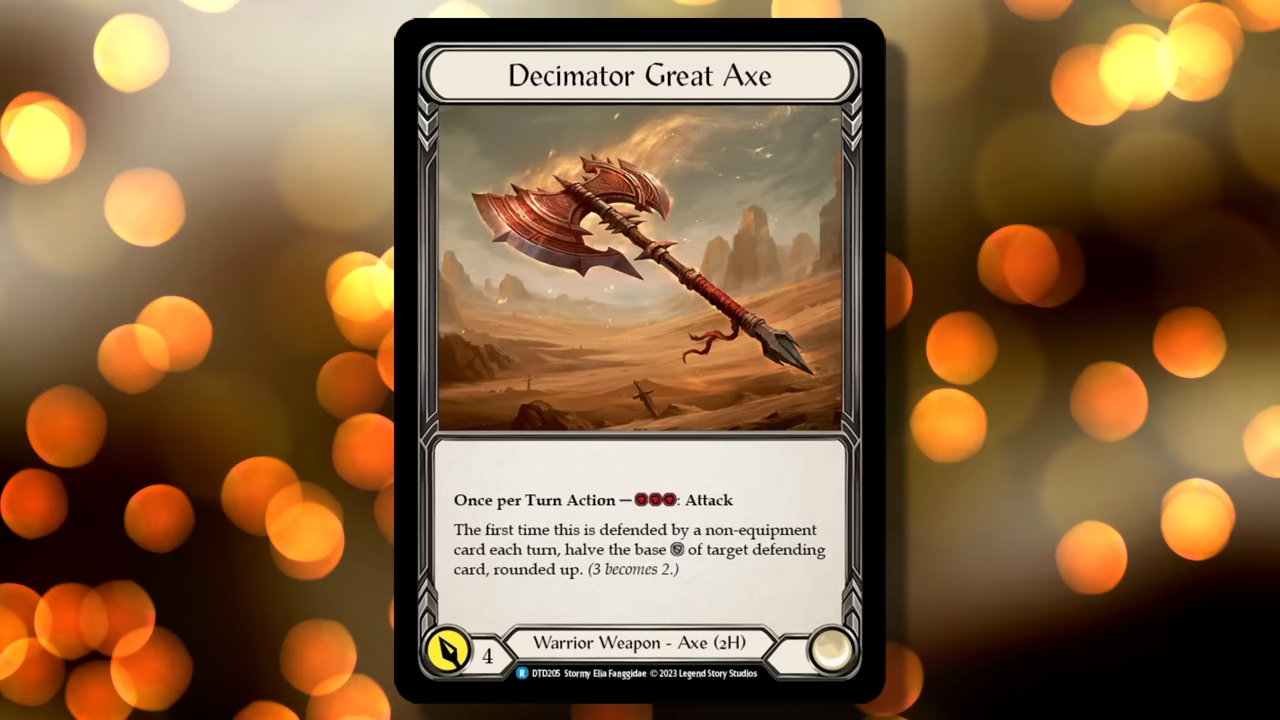 Decimator Great Axe
Once per Turn Action — : Attack
The first time this is defended by a non-equipment
card each turn, halve the base of target defending
card, rounded up. (3 becomes 2.)
4
Warrior Weapon - Axe (2H)
R DTD205 Stormy Elia Fanggidae © 2023 Legend Story Studios